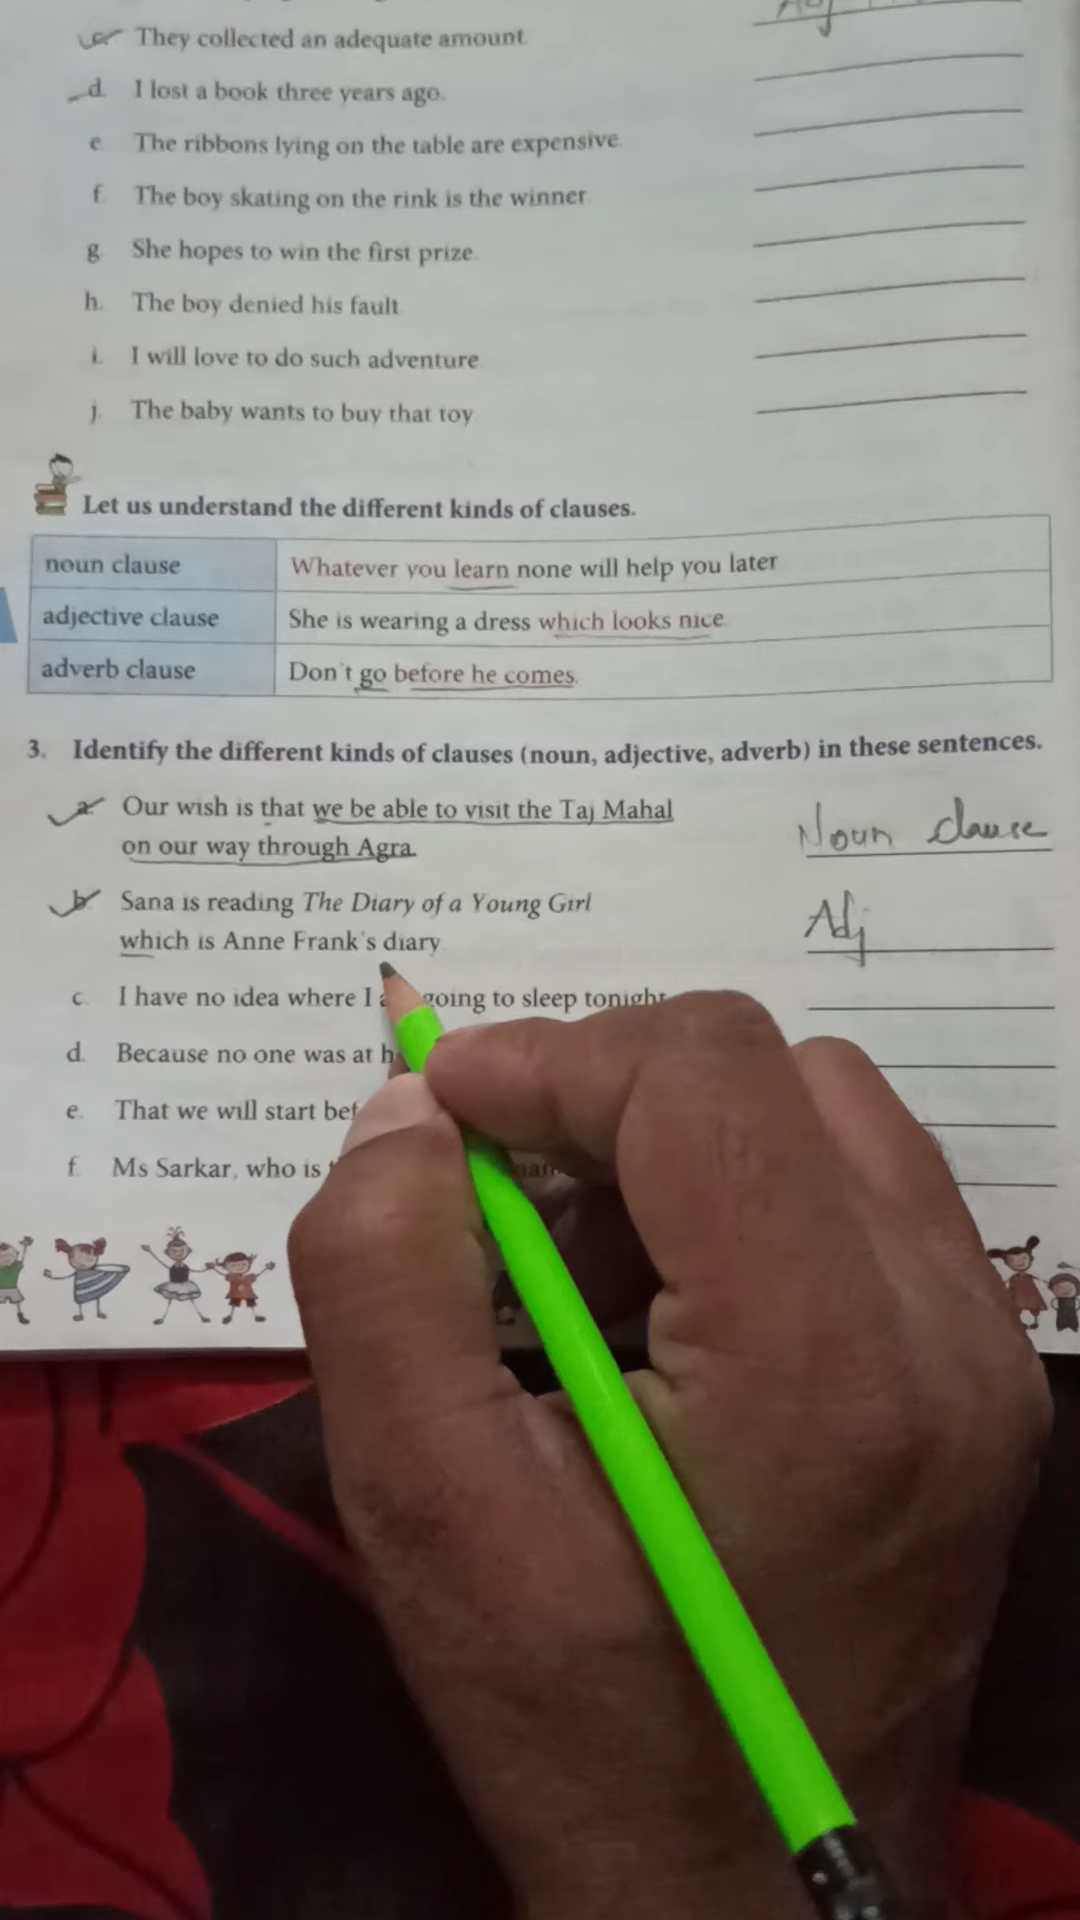 They collected an adequate amount.
Adj
d. I lost a book three years ago.
e. The ribbons lying on the table are expensive.
f. The boy skating on the rink is the winner.
g. She hopes to win the first prize.
h. The boy denied his fault.
i. I will love to do such adventure
j. The baby wants to buy that toy.
Let us understand the different kinds of clauses.
noun clause Whatever you learn none will help you later
adjective clause She is wearing a dress which looks nice.
adverb clause Don't go before he comes.
3. Identify the different kinds of clauses (noun, adjective, adverb) in these sentences.
a. Our wish is that we be able to visit the Taj Mahal
on our way through Agra. Noun clause
b. Sana is reading The Diary of a Young Girl
which is Anne Frank's diary. Adj
c. I have no idea where I going to sleep tonight
d. Because no one was at
e. That we will start
f. Ms Sarkar, who is